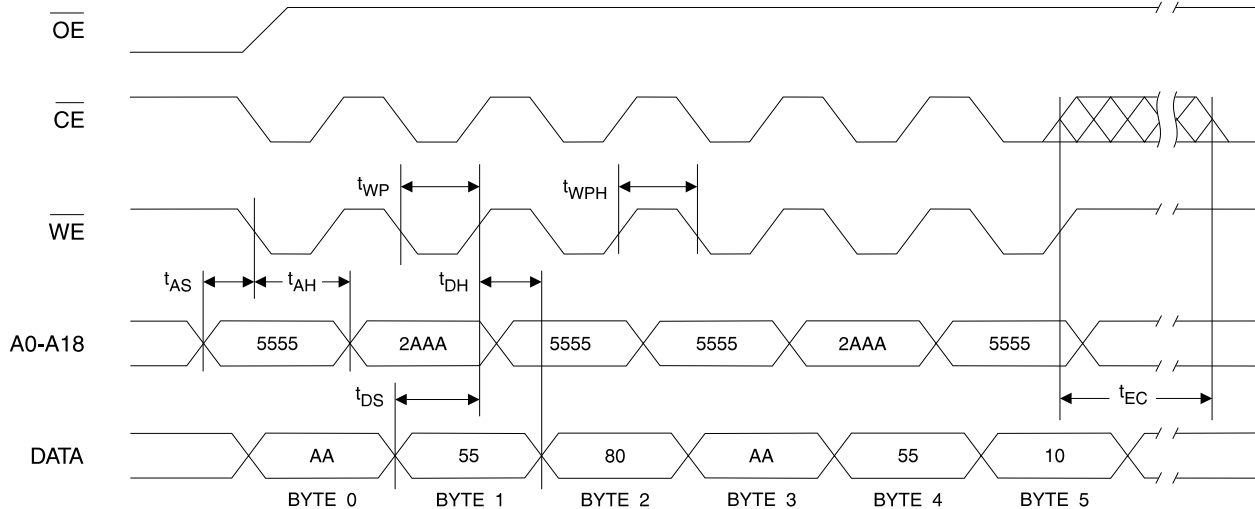 OE
CE
tWP
tWPH
WE
tAS
tAH
tDH
A0-A18
5555
2AAA
5555
5555
2AAA
5555
tDS
tEC
DATA
AA
55
80
AA
55
10
BYTE 0
BYTE 1
BYTE 2
BYTE 3
BYTE 4
BYTE 5